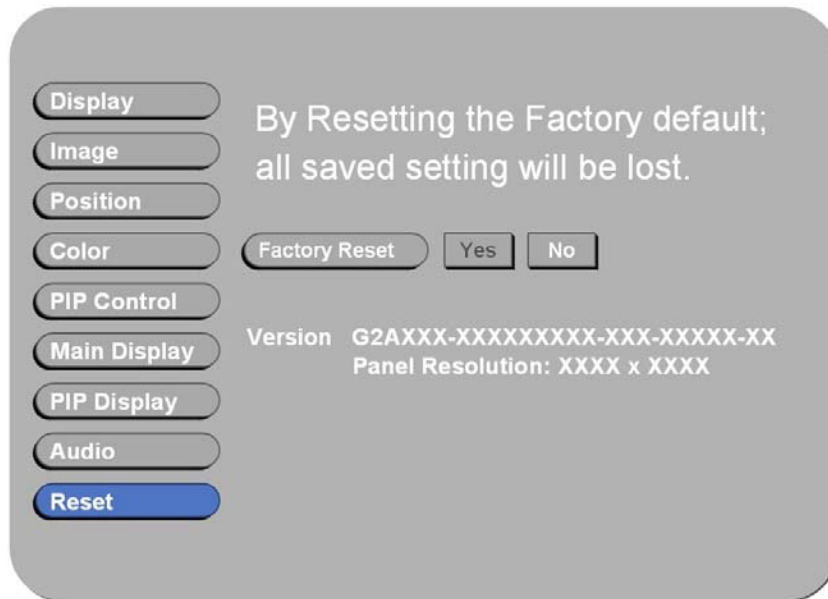 Display
Image
Position
Color
PIP Control
Main Display
PIP Display
Audio
Reset
By Resetting the Factory default;
all saved setting will be lost.
Factory Reset Yes No
Version G2AXXX-XXXXXXXXX-XXX-XXXXX-XX
Panel Resolution: XXXX x XXXX